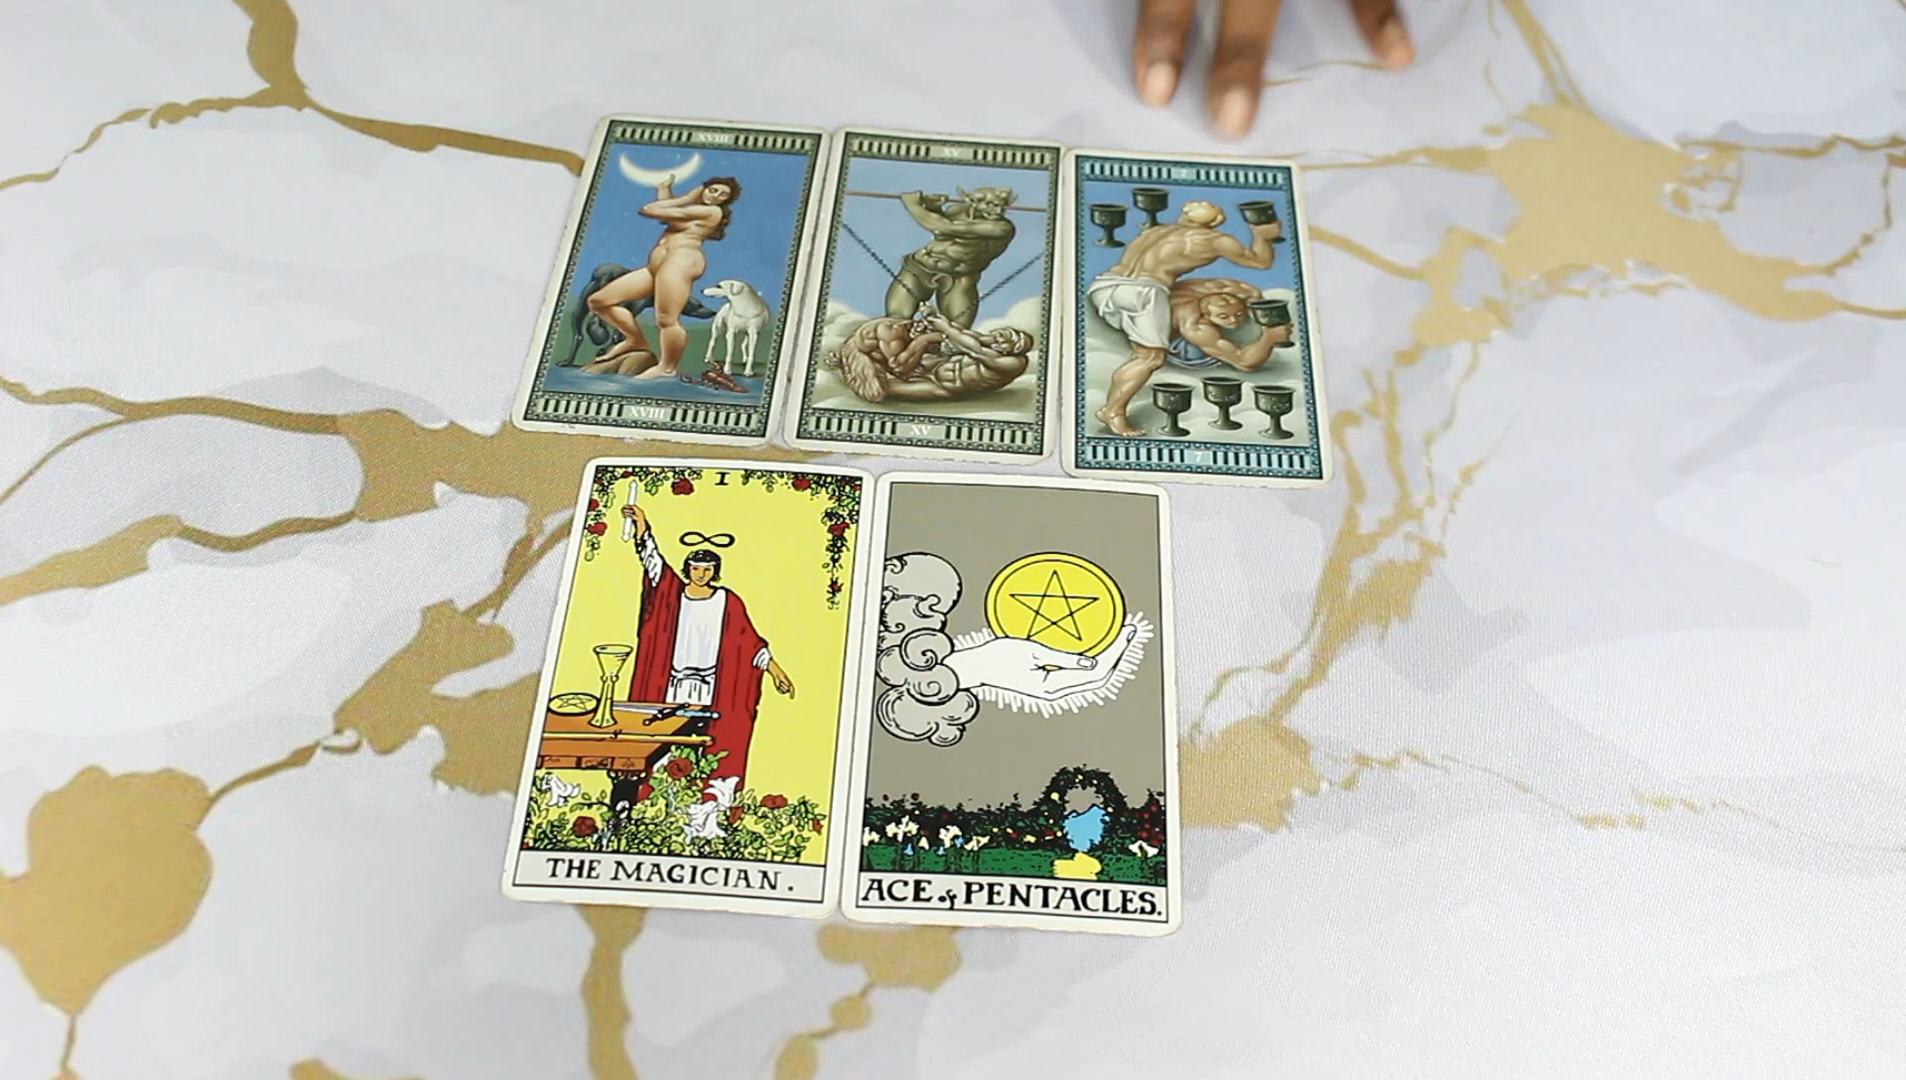 XVIII
XV
7
XVIII
XV
7
I
THE MAGICIAN.
ACE of PENTACLES.